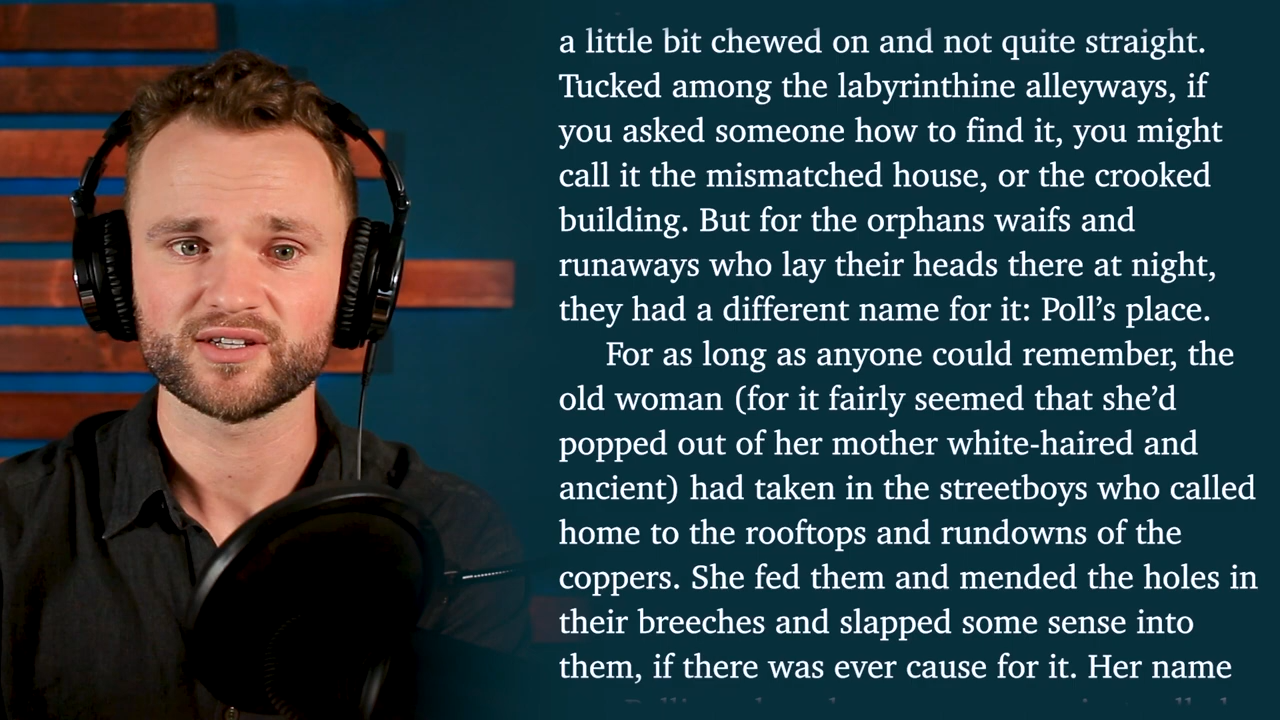 a little bit chewed on and not quite straight.
Tucked among the labyrinthine alleyways, if
you asked someone how to find it, you might
call it the mismatched house, or the crooked
building. But for the orphans waifs and
runaways who lay their heads there at night,
they had a different name for it: Poll’s place.
For as long as anyone could remember, the
old woman (for it fairly seemed that she’d
popped out of her mother white-haired and
ancient) had taken in the streetboys who called
home to the rooftops and rundowns of the
coppers. She fed them and mended the holes in
their breeches and slapped some sense into
them, if there was ever cause for it. Her name